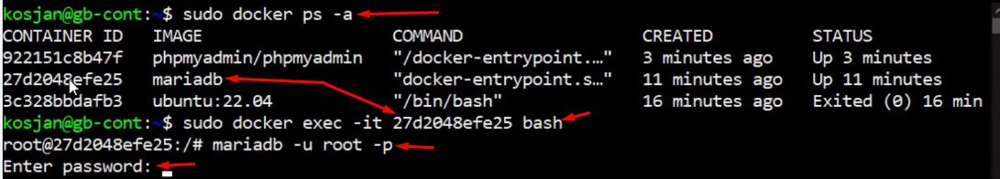 kosjan@gb-cont:~$ sudo docker ps -a
CONTAINER ID IMAGE COMMAND CREATED STATUS
922151c8b47f phpmyadmin/phpmyadmin "/docker-entrypoint.…" 3 minutes ago Up 3 minutes
27d2048efe25 mariadb "docker-entrypoint.s…" 11 minutes ago Up 11 minutes
3c328bbdafb3 ubuntu:22.04 "/bin/bash" 16 minutes ago Exited (0) 16 min
kosjan@gb-cont:~$ sudo docker exec -it 27d2048efe25 bash
root@27d2048efe25:/# mariadb -u root -p
Enter password: